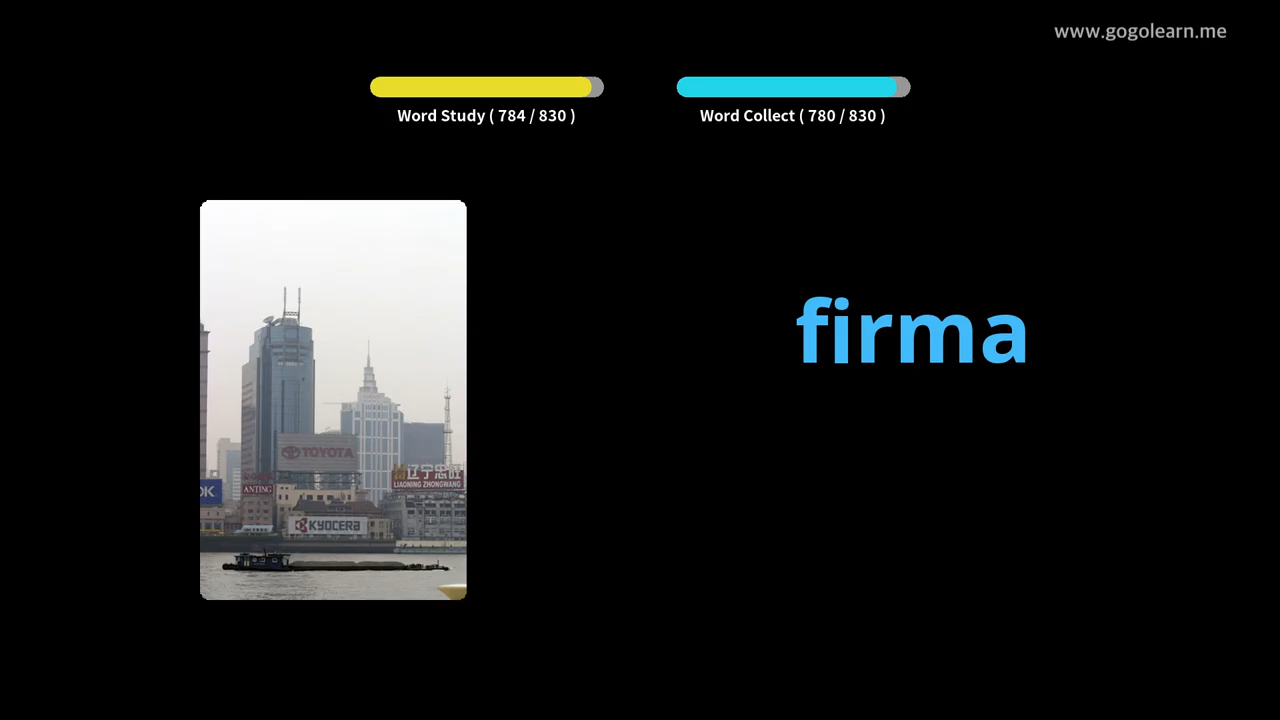 www.gogolearn.me
Word Study ( 784 / 830 )
Word Collect ( 780 / 830 )
firma
TOYOTA
OK
ANTING
辽宁忠旺
LIAONING ZHONGWANG
KYOCERA